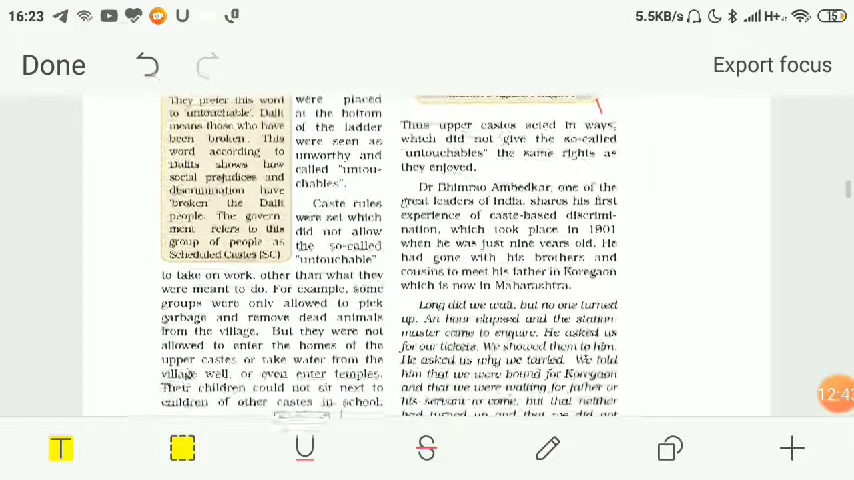 16:23
5.5KB/s
H+
15
Done
Export focus
They prefer this word
to 'untouchable'. Dalit
means those who have
been broken. This
word according to
Dalits shows how
social prejudices and
discrimination have
'broken' the Dalit
people. The govern-
ment refers to this
group of people as
Scheduled Castes (SC).
were placed
at the bottom
of the ladder
were seen as
unworthy and
called "untou-
chables".
Caste rules
were set which
did not allow
the so-called
"untouchable"
to take on work, other than what they
were meant to do. For example, some
groups were only allowed to pick
garbage and remove dead animals
from the village. But they were not
allowed to enter the homes of the
upper castes or take water from the
village well, or even enter temples.
Their children could not sit next to
children of other castes in school.
Thus upper castes acted in ways,
which did not give the so-called
"untouchables" the same rights as
they enjoyed.
Dr Bhimrao Ambedkar, one of the
great leaders of India, shares his first
experience of caste-based discrimi-
nation, which took place in 1901
when he was just nine years old. He
had gone with his brothers and
cousins to meet his father in Koregaon
which is now in Maharashtra.
Long did we wait, but no one turned
up. An hour elapsed and the station-
master came to enquire. He asked us
for our tickets. We showed them to him.
He asked us why we tarried. We told
him that we were bound for Koregaon
and that we were waiting for father or
his servant to come, but that neither
had turned up and that we did not
12:43
T
U
S